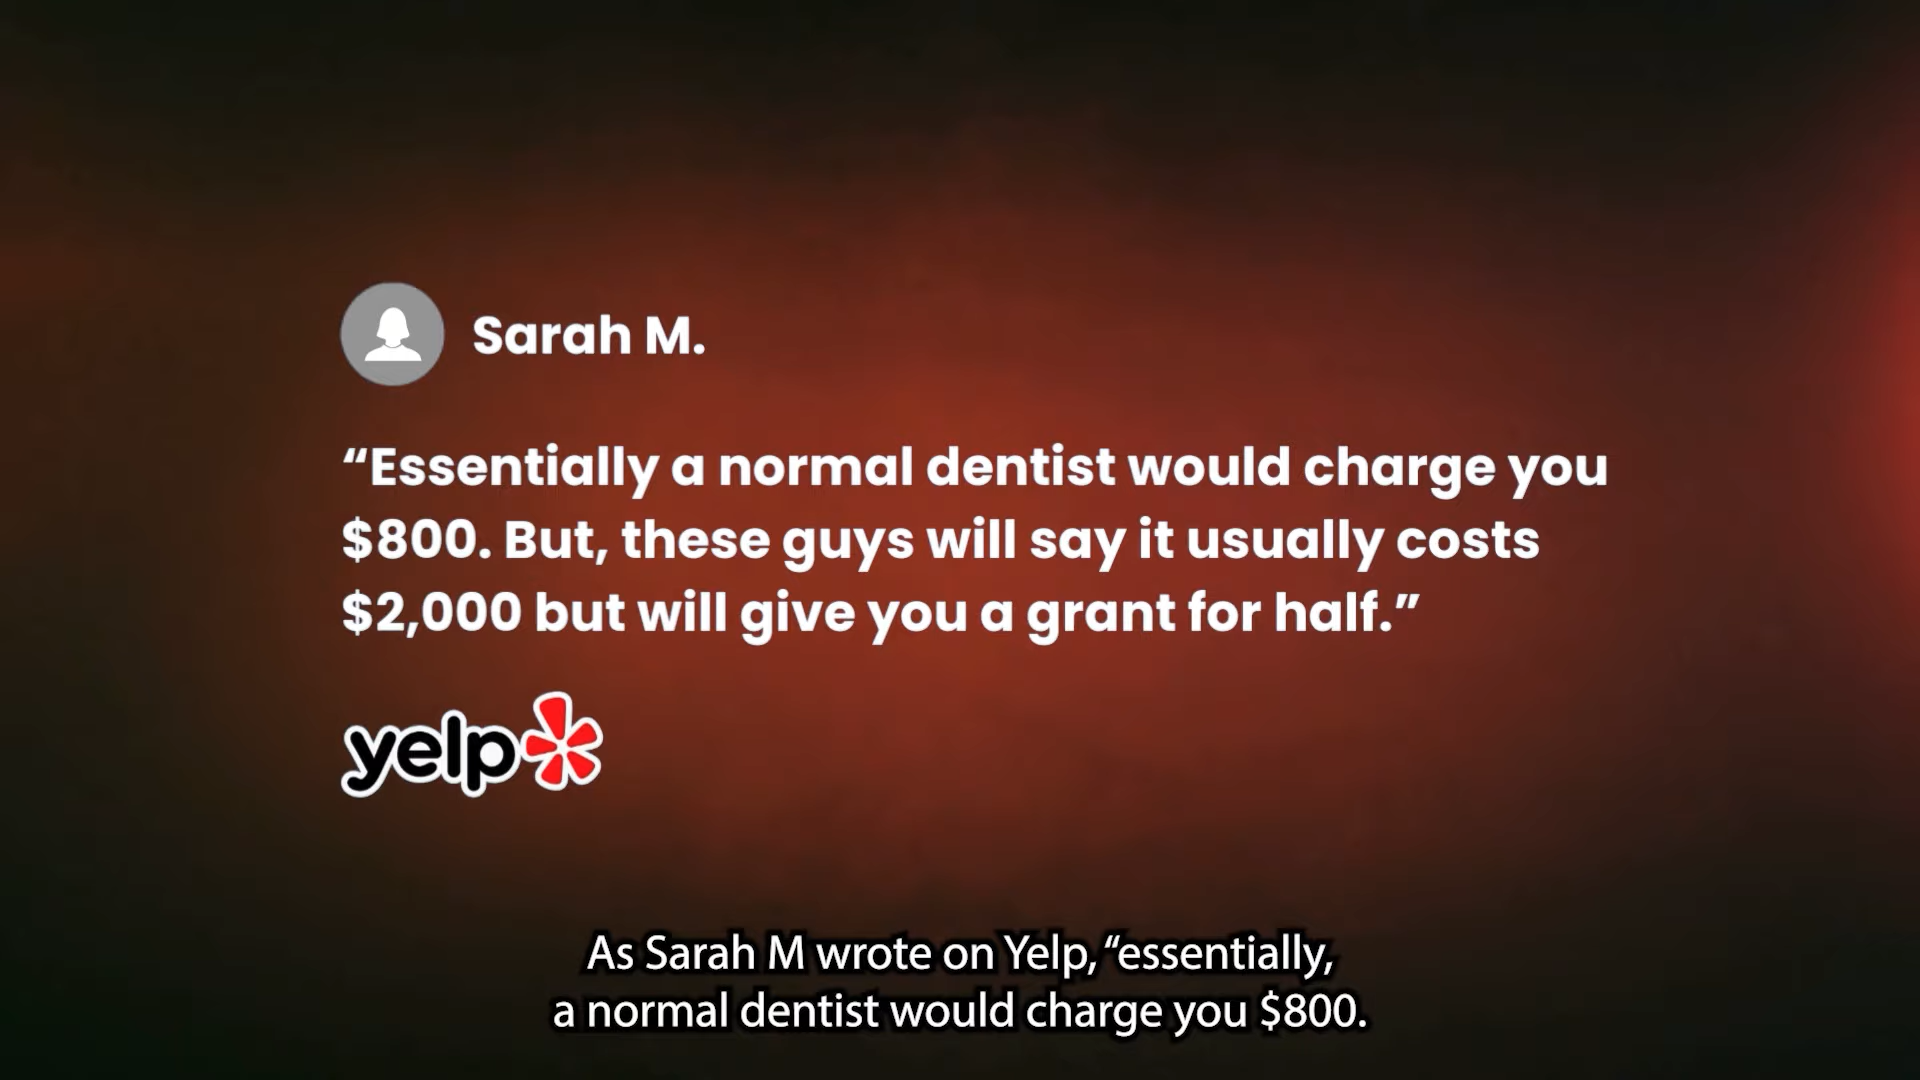 Sarah M.
“Essentially a normal dentist would charge you
$800. But, these guys will say it usually costs
$2,000 but will give you a grant for half.”
yelp
As Sarah M wrote on Yelp, “essentially,
a normal dentist would charge you $800.